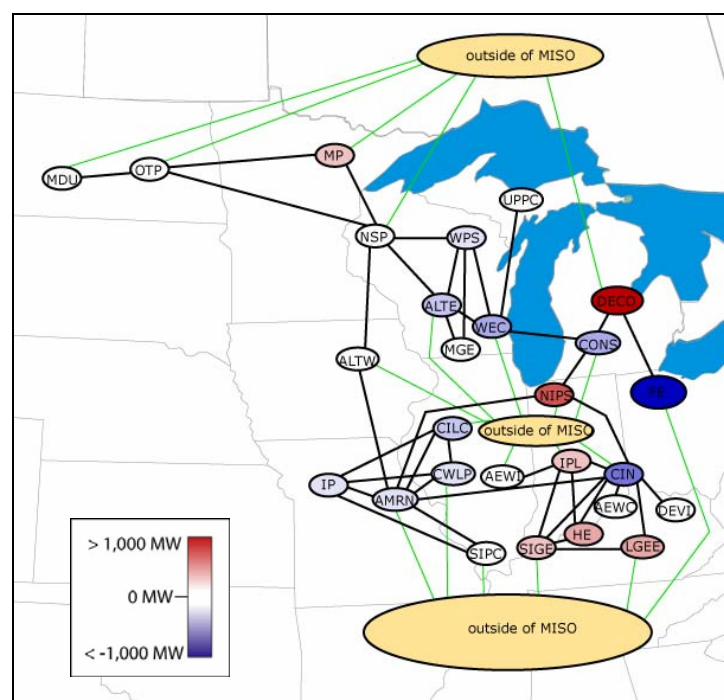 outside of MISO
MP
MDU
OTP
UPPC
NSP
WPS
DECO
ALTE
WEC
MGE
CONS
ALTW
NIPS
FE
CILC
outside of MISO
IP
CWLP
AEWI
IPL
CIN
AMRN
AEWC
DEVI
SIPC
HE
SIGE
LGEE
> 1,000 MW
0 MW
< -1,000 MW
outside of MISO